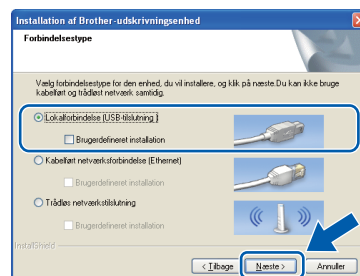 Installation af Brother-udskrivningsenhed
Forbindelsestype
Vælg forbindelsestype for den enhed, du vil installere, og klik på næste.Du kan ikke bruge
kabelført og trådløst netværk samtidig.
Lokalforbindelse (USB-tilslutning )
Brugerdefineret installation
Kabelført netværksforbindelse (Ethernet)
Brugerdefineret installation
Trådløs netværkstilslutning
Brugerdefineret installation
InstallShield
< Tilbage Næste > Annuller